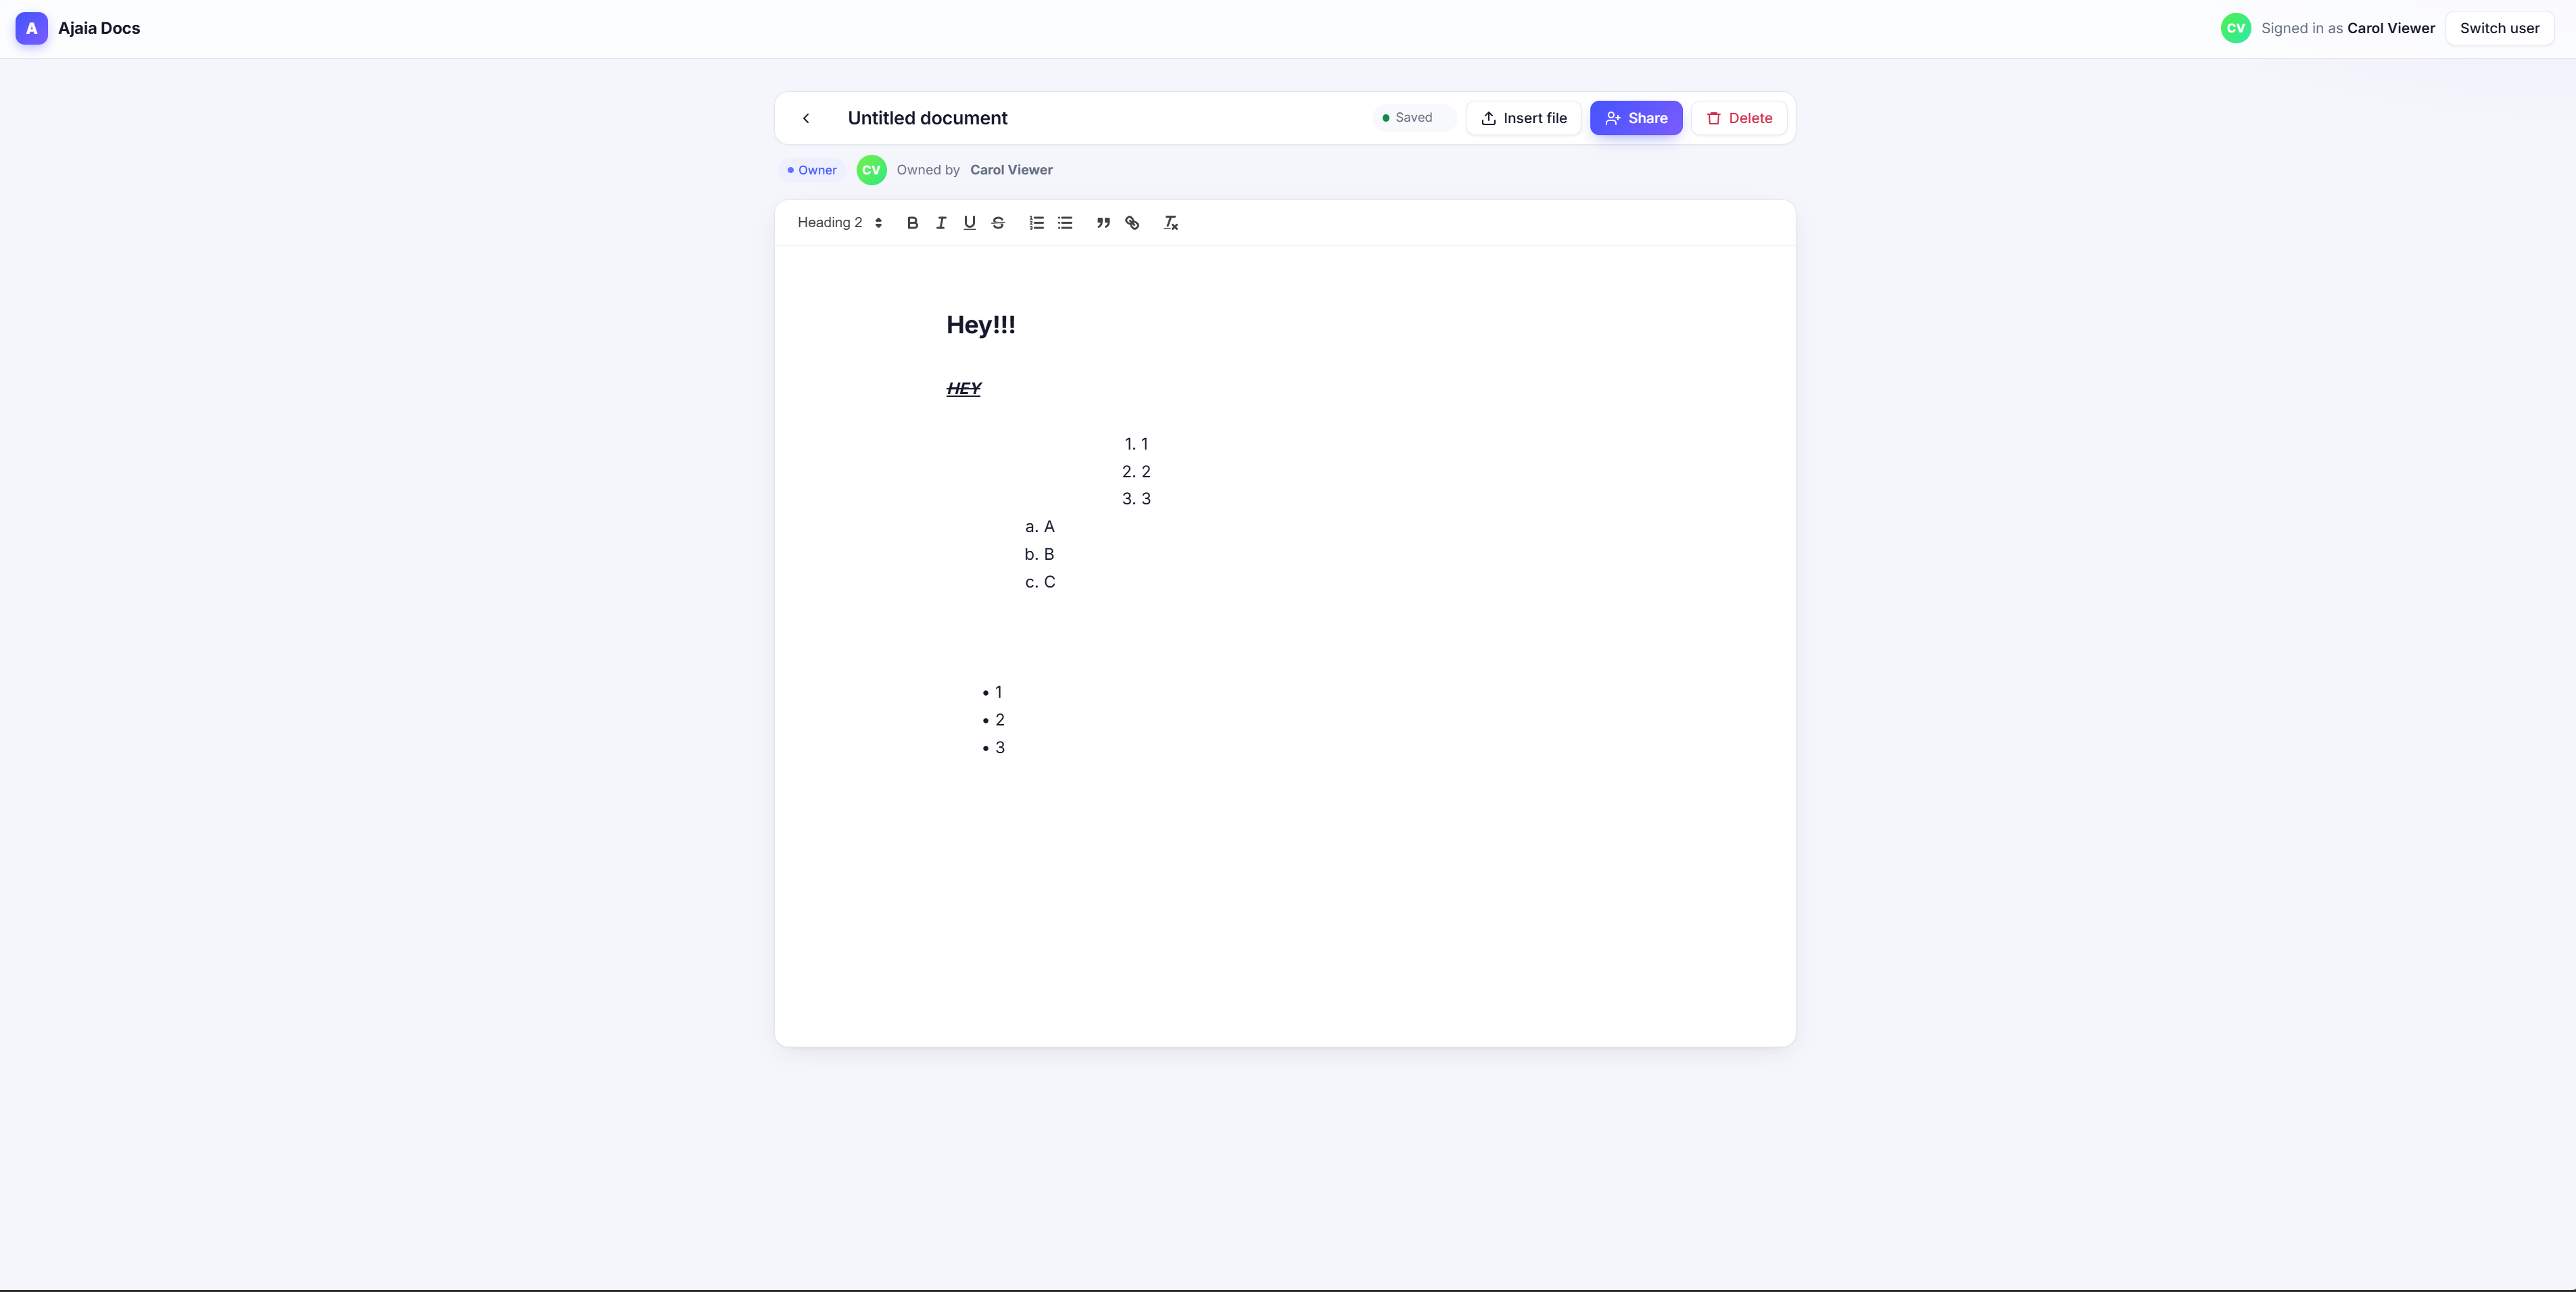 A Ajaia Docs
CV Signed in as Carol Viewer Switch user
Untitled document Saved Insert file Share Delete
Owner CV Owned by Carol Viewer
Heading 2
Hey!!!
HEY
1. 1
2. 2
3. 3
a. A
b. B
c. C
• 1
• 2
• 3